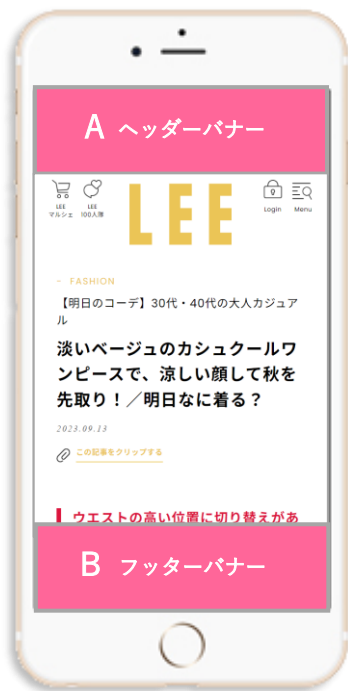 A ヘッダーバナー
LEE
マルシェ
LEE
100人隊
LEE
Login
Menu
- FASHION
【明日のコーデ】30代・40代の大人カジュア
ル
淡いベージュのカシュクールワ
ンピースで、涼しい顔して秋を
先取り！／明日なに着る？
2023.09.13
この記事をクリップする
ウエストの高い位置に切り替えがあ
B フッターバナー